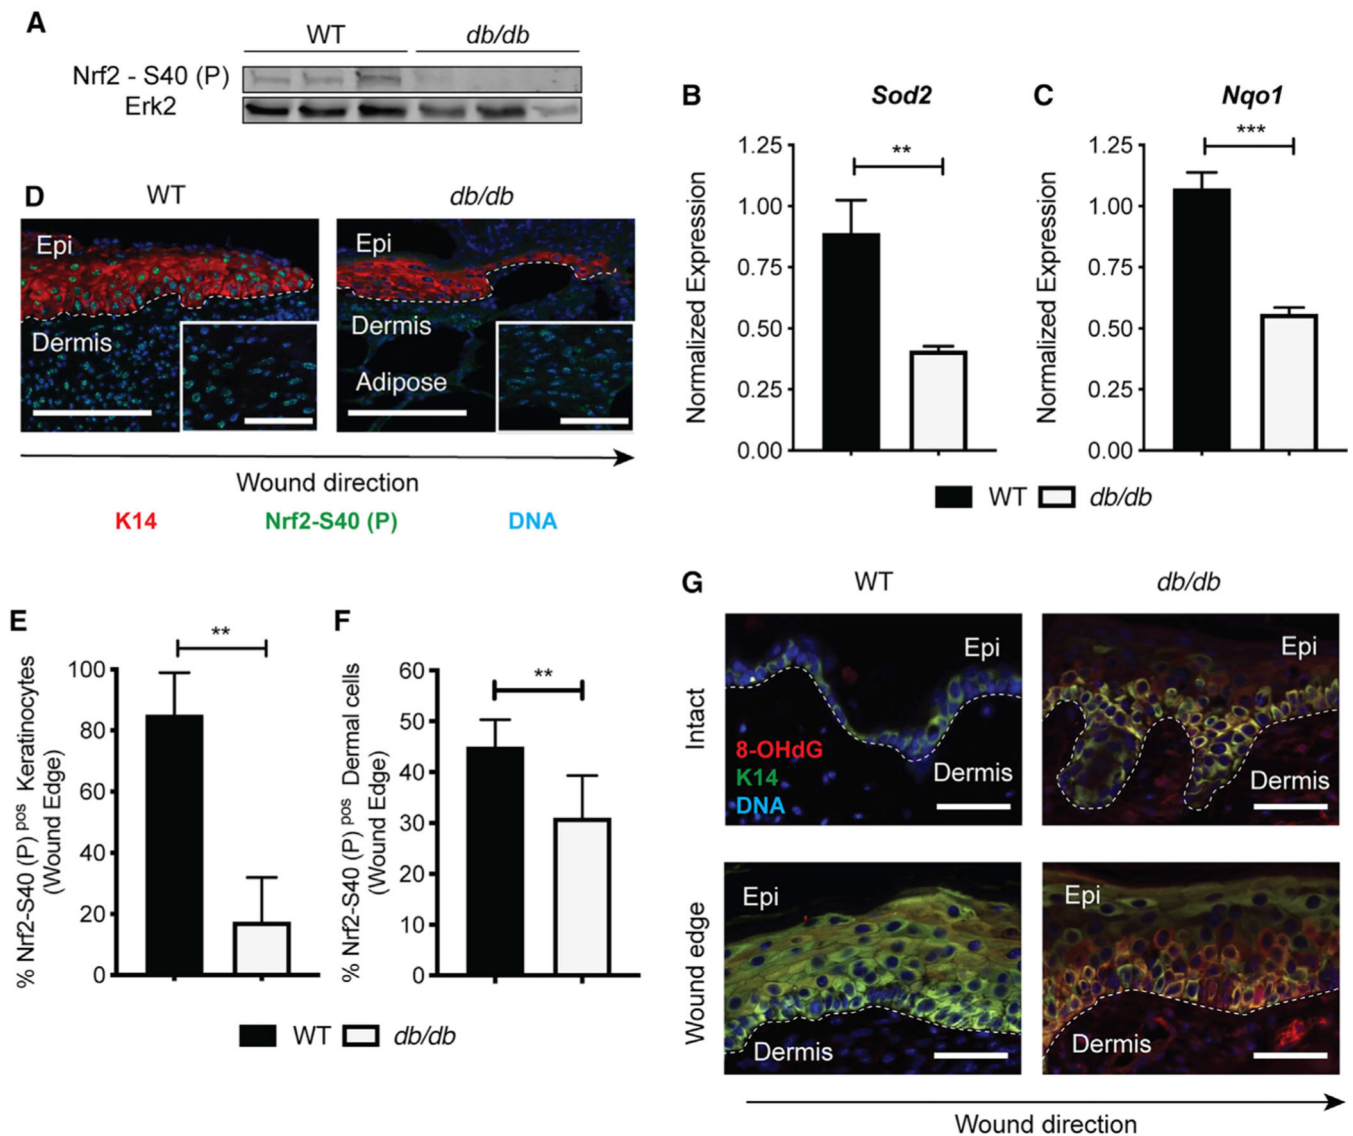 A
WT db/db
Nrf2 - S40 (P)
Erk2
B
Sod2
**
Normalized Expression
1.25
1.00
0.75
0.50
0.25
0.00
C
Nqo1
***
Normalized Expression
1.25
1.00
0.75
0.50
0.25
0.00
WT db/db
D
WT db/db
Epi
Dermis
Epi
Dermis
Adipose
Wound direction
K14 Nrf2-S40 (P) DNA
E
**
% Nrf2-S40 (P) pos Keratinocytes
(Wound Edge)
100
80
60
40
20
0
F
**
% Nrf2-S40 (P) pos Dermal cells
(Wound Edge)
60
50
40
30
20
10
0
WT db/db
G
WT db/db
Intact
Epi
8-OHdG
K14
DNA
Dermis
Epi
Dermis
Wound edge
Epi
Dermis
Epi
Dermis
Wound direction